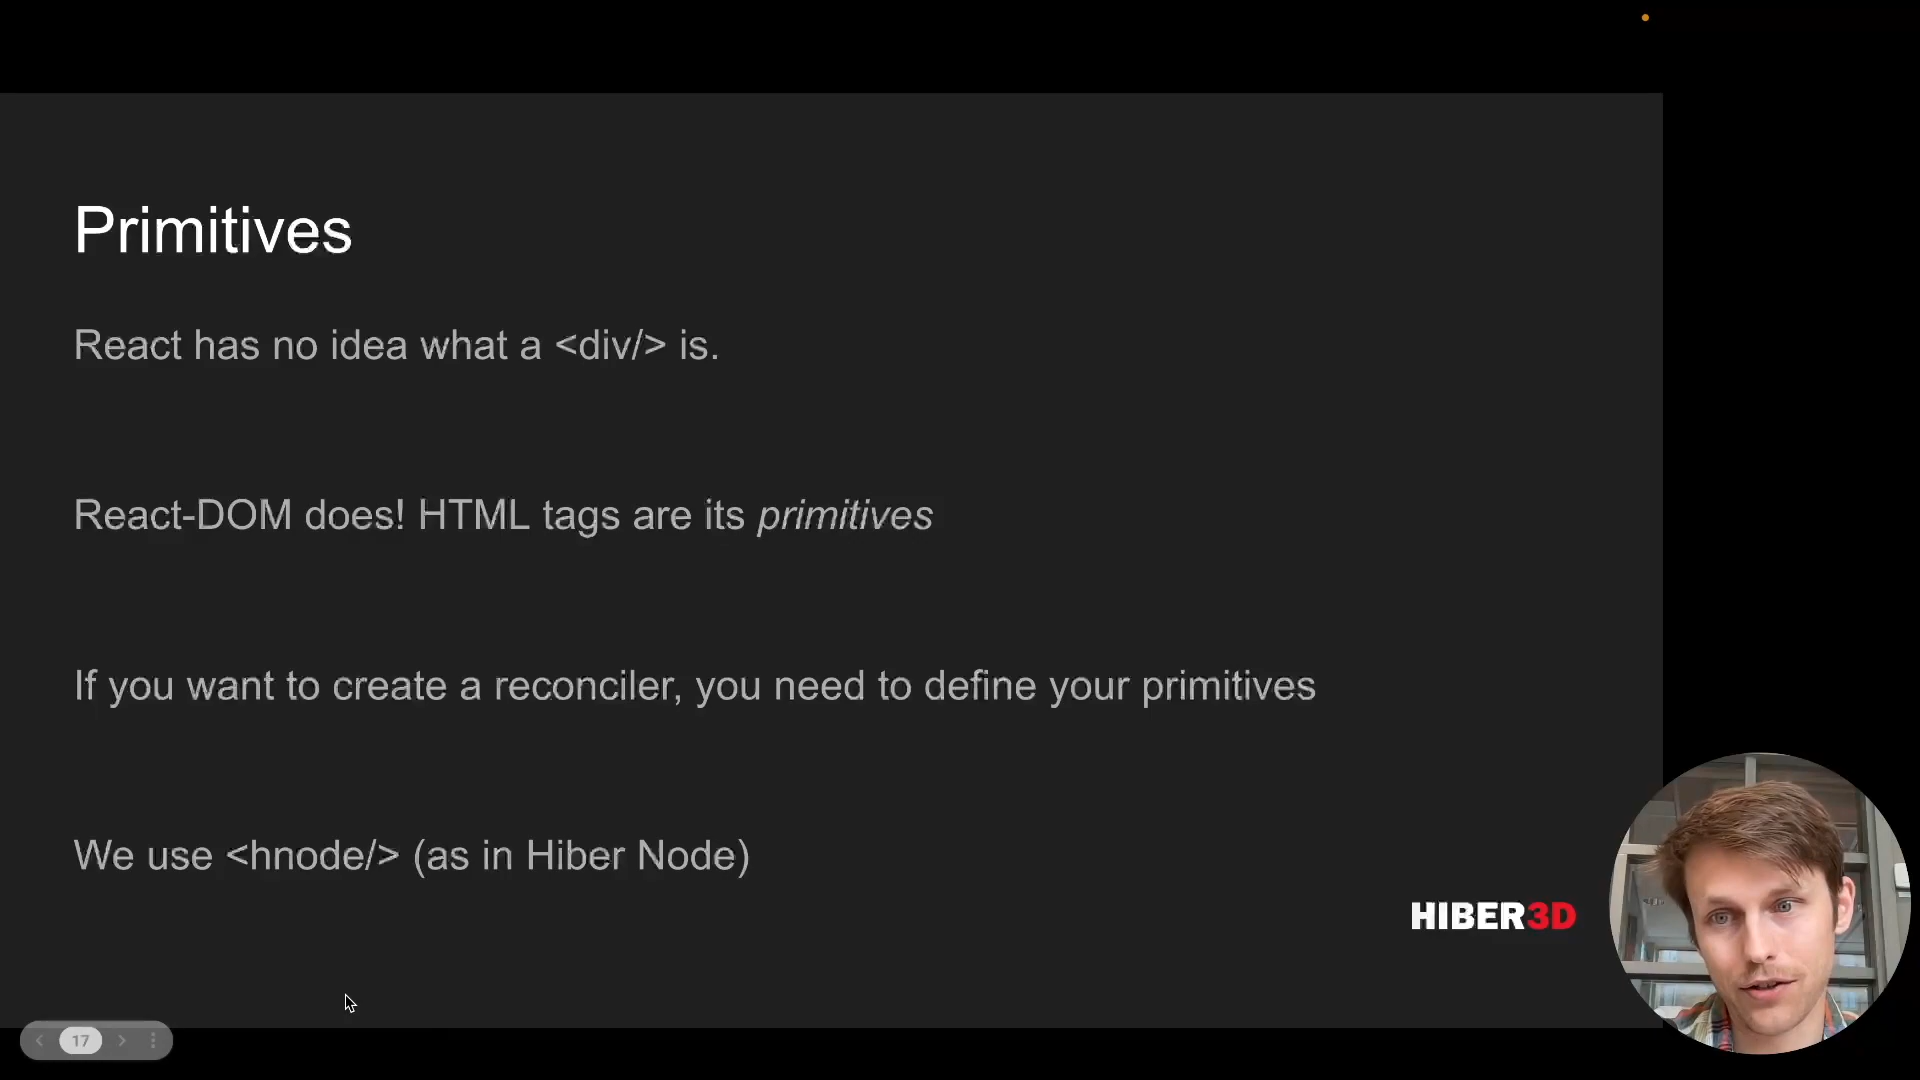 Primitives
React has no idea what a <div/> is.
React-DOM does! HTML tags are its primitives
If you want to create a reconciler, you need to define your primitives
We use <hnode/> (as in Hiber Node)
HIBER3D
17